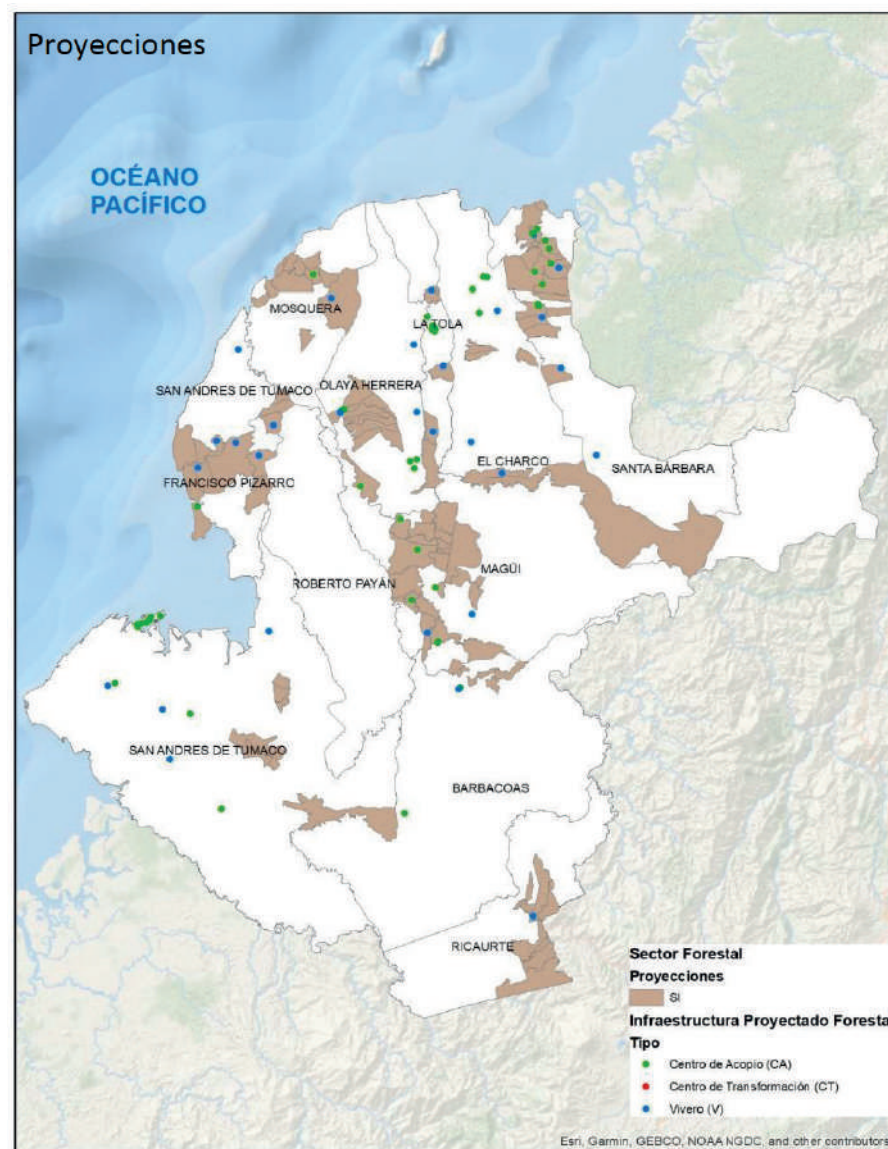 Proyecciones
OCÉANO
PACÍFICO
MOSQUERA
LA TOLA
SAN ANDRES DE TUMACO
OLAYA HERRERA
EL CHARCO
SANTA BÁRBARA
FRANCISCO PIZARRO
MAGÜI
ROBERTO PAYÁN
SAN ANDRES DE TUMACO
BARBACOAS
RICAURTE
Sector Forestal
Proyecciones
SI
Infraestructura Proyectado Foresta
Tipo
Centro de Acopio (CA)
Centro de Transformación (CT)
Vivero (V)
Esri, Garmin, GEBCO, NOAA NGDC, and other contributors